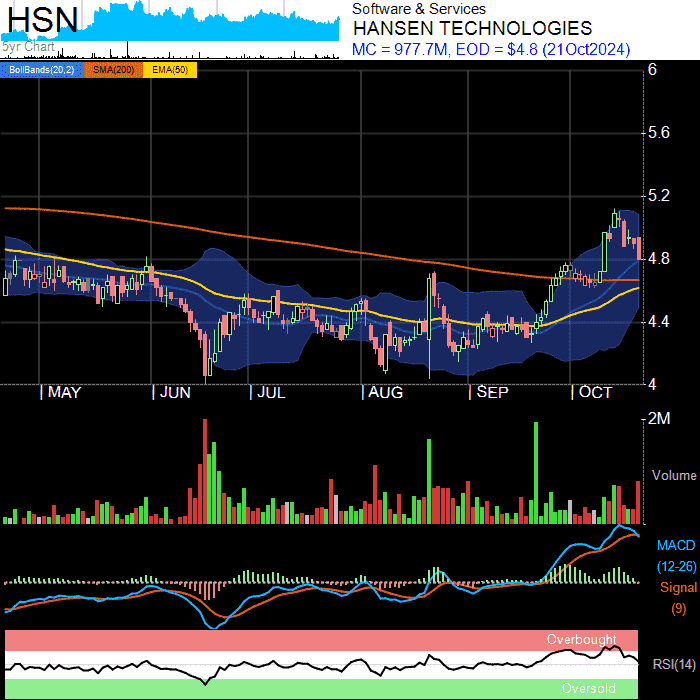 HSN
5yr Chart
Software & Services
HANSEN TECHNOLOGIES
MC = 977.7M, EOD = $4.8 (21Oct2024)
BollBands(20,2) SMA(200) EMA(50)
6
5.6
5.2
4.8
4.4
4
MAY JUN JUL AUG SEP OCT
2M
Volume
MACD
(12-26)
Signal
(9)
Overbought
RSI(14)
Oversold